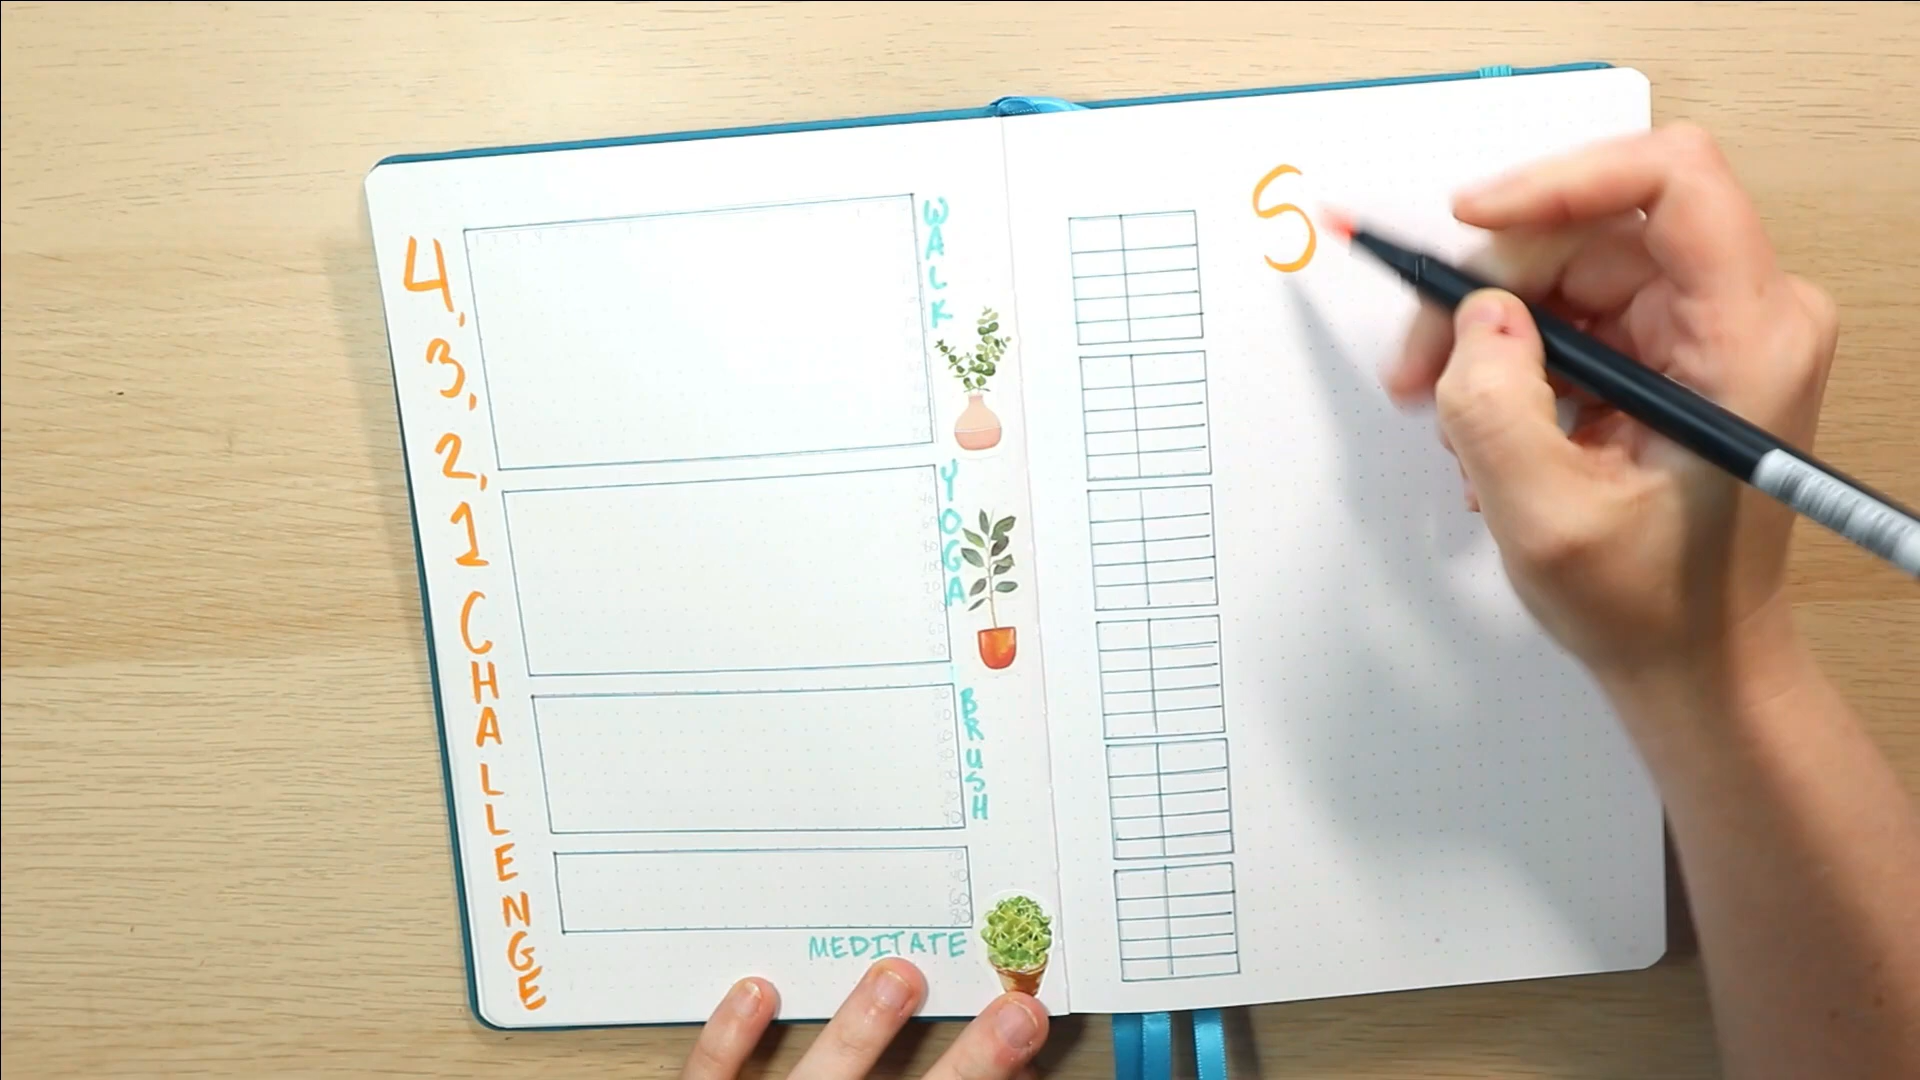 4,
3,
2,
1
CHALLENGE
WALK
YOGA
BRUSH
MEDITATE
S